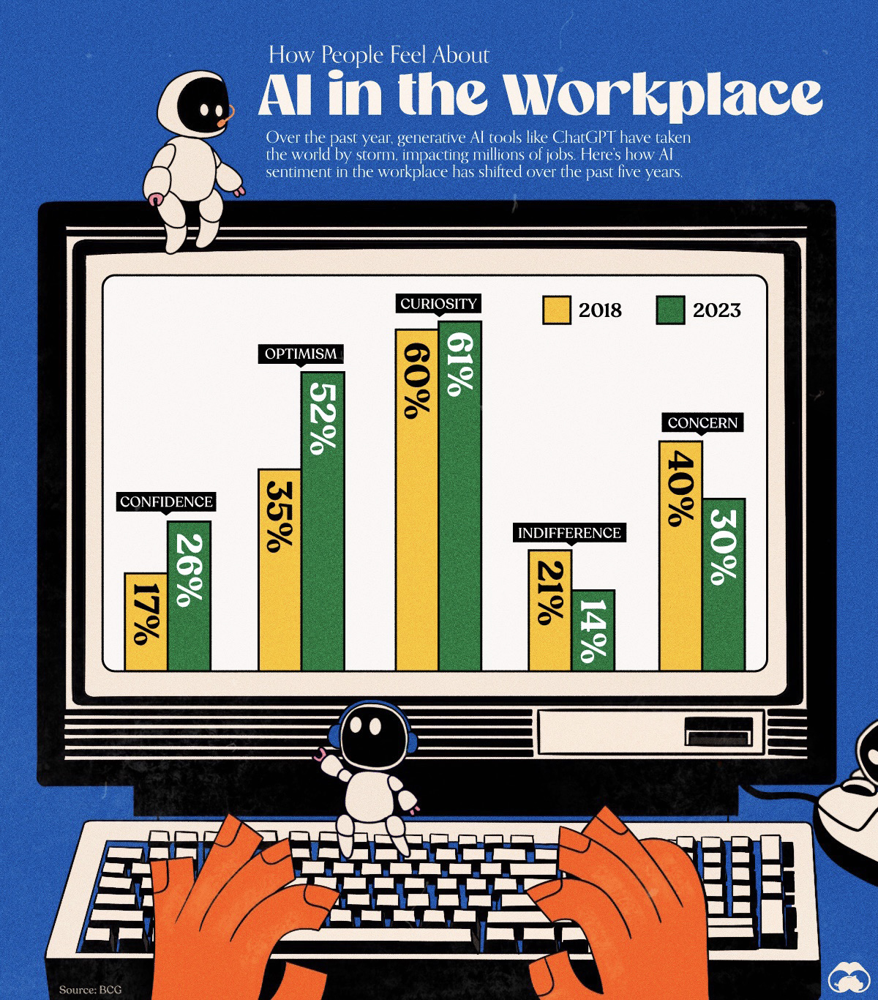 How People Feel About
AI in the Workplace
Over the past year, generative AI tools like ChatGPT have taken
the world by storm, impacting millions of jobs. Here's how AI
sentiment in the workplace has shifted over the past five years.
2018
2023
CONFIDENCE
17%
26%
OPTIMISM
35%
52%
CURIOSITY
60%
61%
INDIFFERENCE
21%
14%
CONCERN
40%
30%
Source: BCG